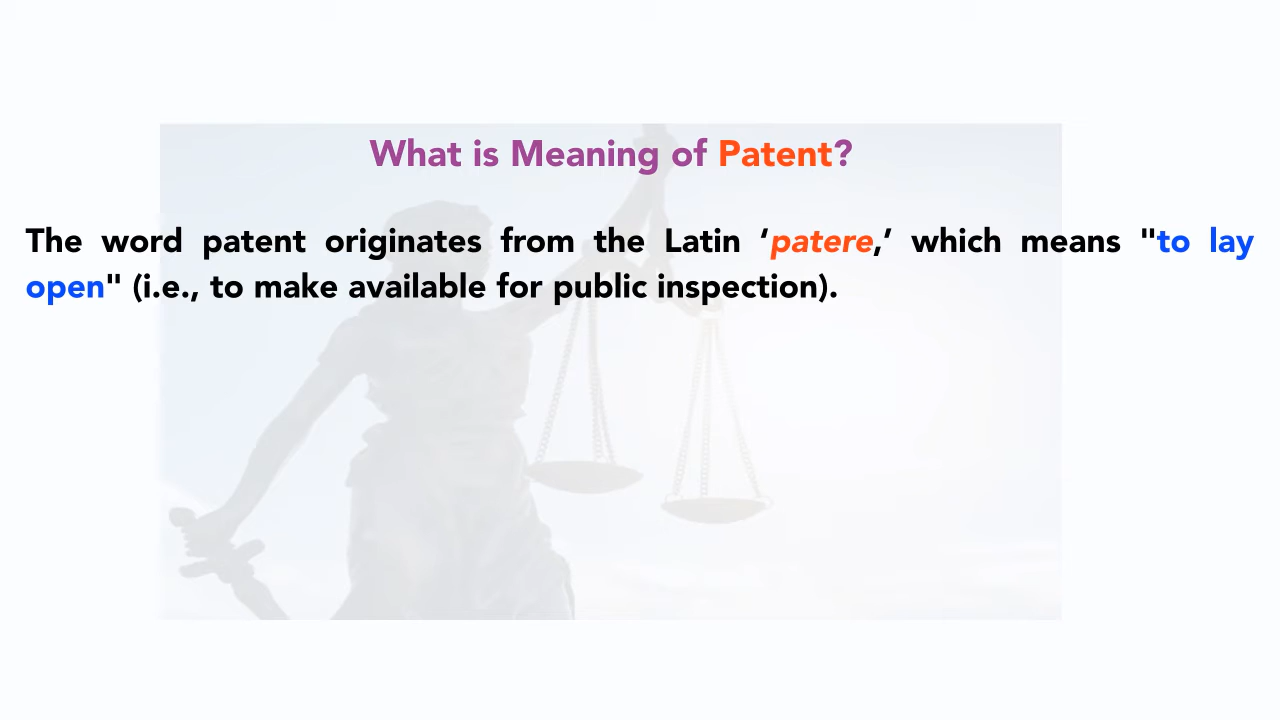 What is Meaning of Patent?
The word patent originates from the Latin ‘patere,’ which means "to lay
open" (i.e., to make available for public inspection).